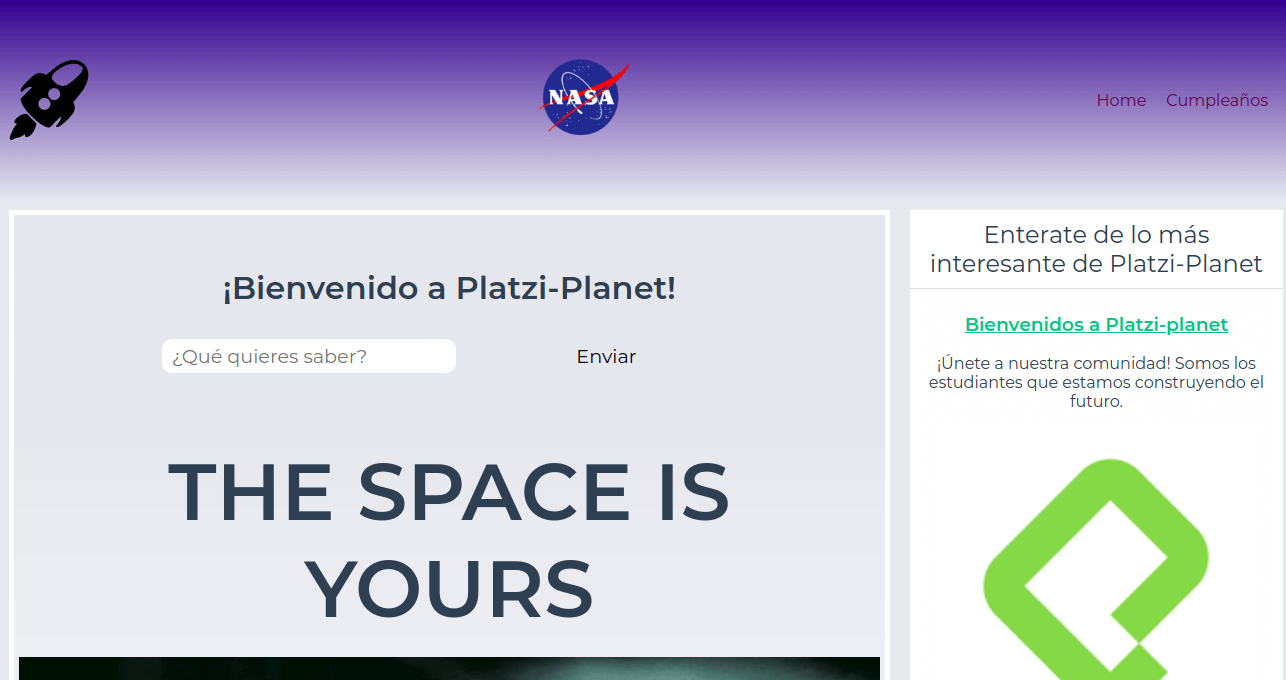 NASA
Home Cumpleaños
¡Bienvenido a Platzi-Planet!
¿Qué quieres saber? Enviar
THE SPACE IS
YOURS
Enterate de lo más
interesante de Platzi-Planet
Bienvenidos a Platzi-planet
¡Únete a nuestra comunidad! Somos los
estudiantes que estamos construyendo el
futuro.